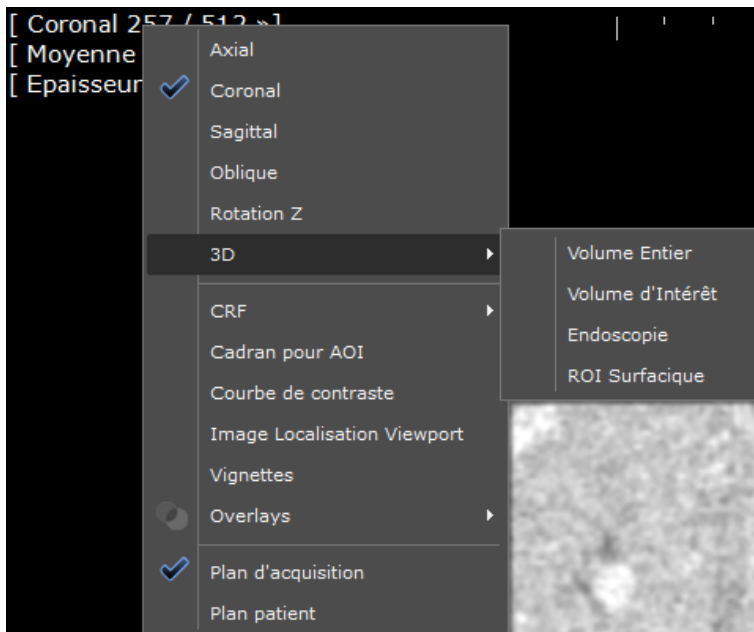 [ Coronal 257 / 512 »]
[ Moyenne
[ Epaisseur
Axial
Coronal
Sagittal
Oblique
Rotation Z
3D
Volume Entier
Volume d'Intérêt
Endoscopie
ROI Surfacique
CRF
Cadran pour AOI
Courbe de contraste
Image Localisation Viewport
Vignettes
Overlays
Plan d'acquisition
Plan patient